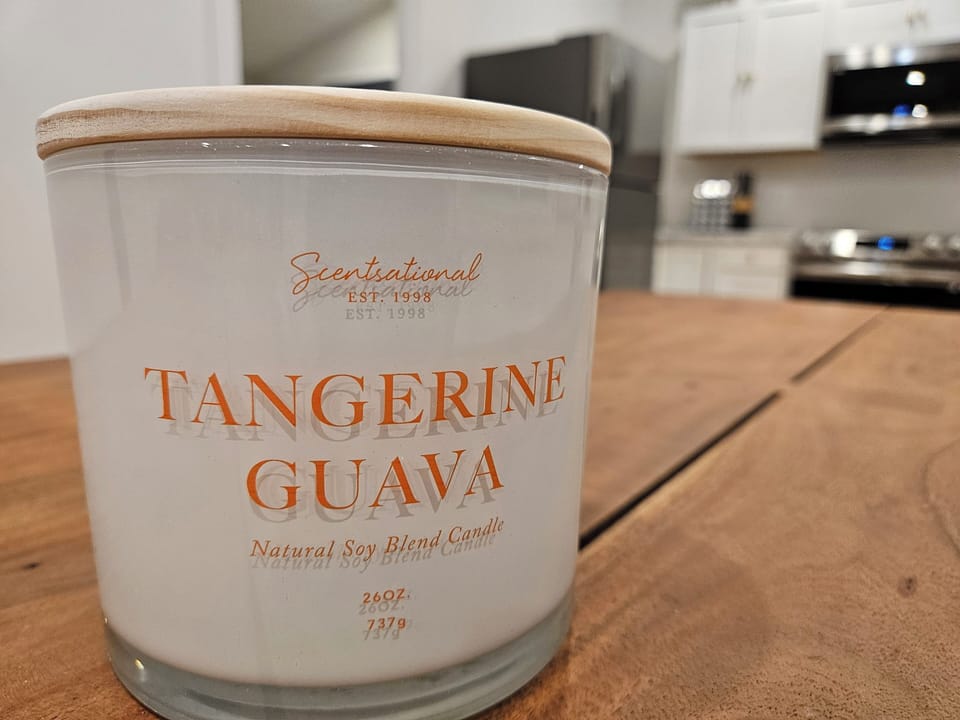 Scentsational
EST. 1998
TANGERINE
GUAVA
Natural Soy Blend Candle
26OZ.
737g